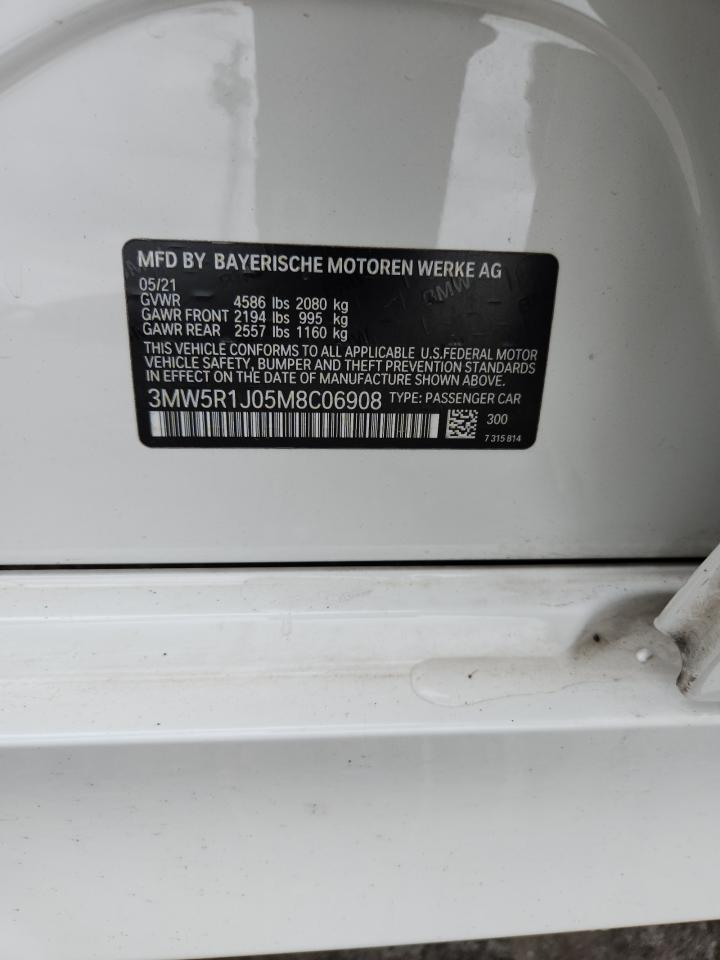 MFD BY BAYERISCHE MOTOREN WERKE AG
05/21
GVWR 4586 lbs 2080 kg
GAWR FRONT 2194 lbs 995 kg
GAWR REAR 2557 lbs 1160 kg
THIS VEHICLE CONFORMS TO ALL APPLICABLE U.S.FEDERAL MOTOR
VEHICLE SAFETY, BUMPER AND THEFT PREVENTION STANDARDS
IN EFFECT ON THE DATE OF MANUFACTURE SHOWN ABOVE.
3MW5R1J05M8C06908 TYPE: PASSENGER CAR
300
7 315 814
BMW